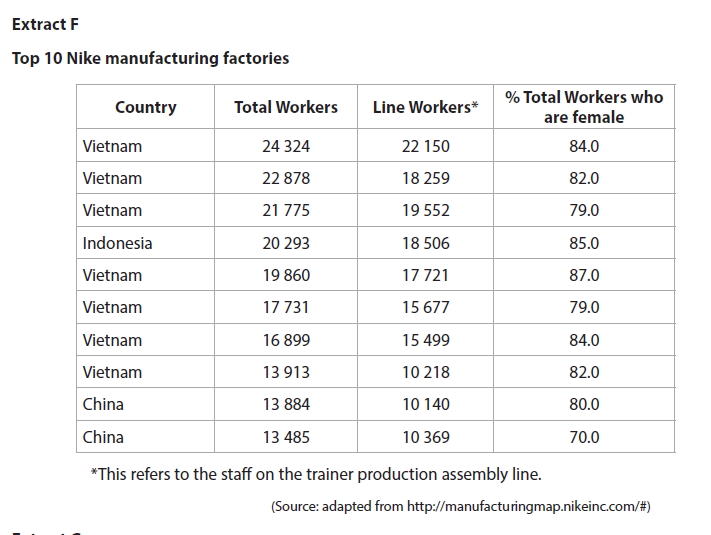 Extract F
Top 10 Nike manufacturing factories
Country Total Workers Line Workers* % Total Workers who are female
Vietnam 24 324 22 150 84.0
Vietnam 22 878 18 259 82.0
Vietnam 21 775 19 552 79.0
Indonesia 20 293 18 506 85.0
Vietnam 19 860 17 721 87.0
Vietnam 17 731 15 677 79.0
Vietnam 16 899 15 499 84.0
Vietnam 13 913 10 218 82.0
China 13 884 10 140 80.0
China 13 485 10 369 70.0
*This refers to the staff on the trainer production assembly line.
(Source: adapted from http://manufacturingmap.nikeinc.com/#)